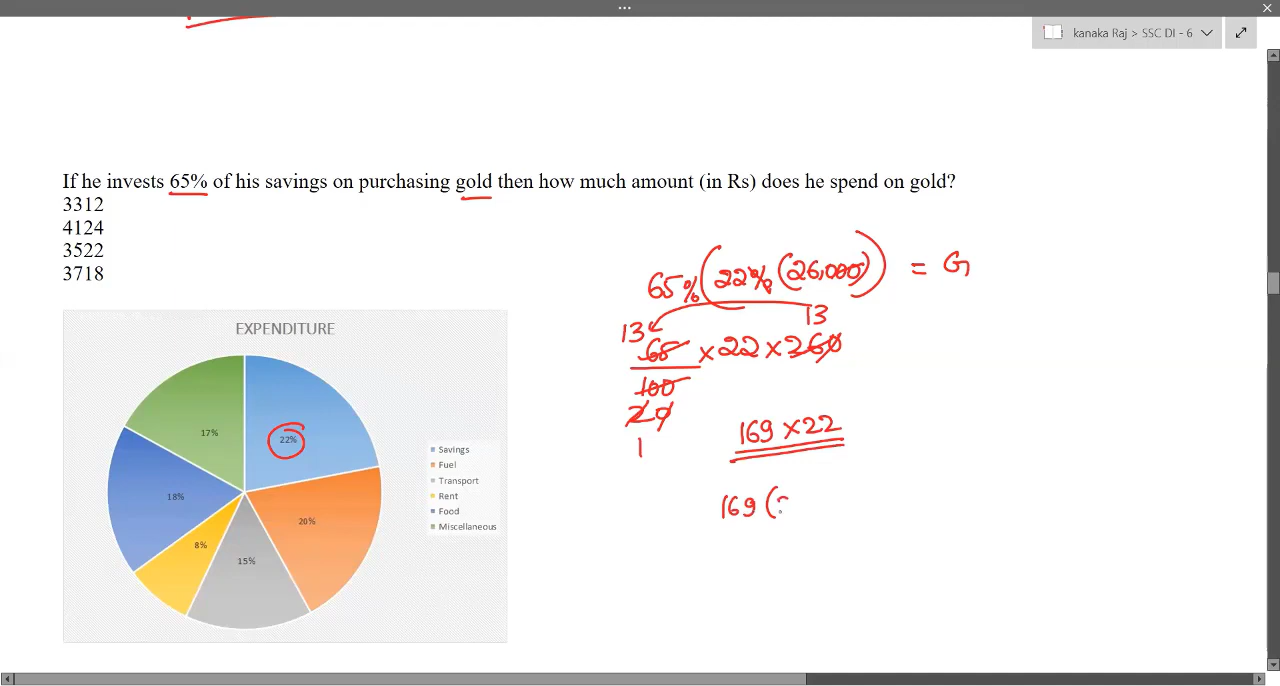 kanaka Raj > SSC DI - 6
If he invests 65% of his savings on purchasing gold then how much amount (in Rs) does he spend on gold?
3312
4124
3522
3718
65% (22% (26,000)) = G
13
13
65 × 22 × 260
100
20
1
169 × 22
169 (
EXPENDITURE
22%
20%
15%
8%
18%
17%
Savings
Fuel
Transport
Rent
Food
Miscellaneous